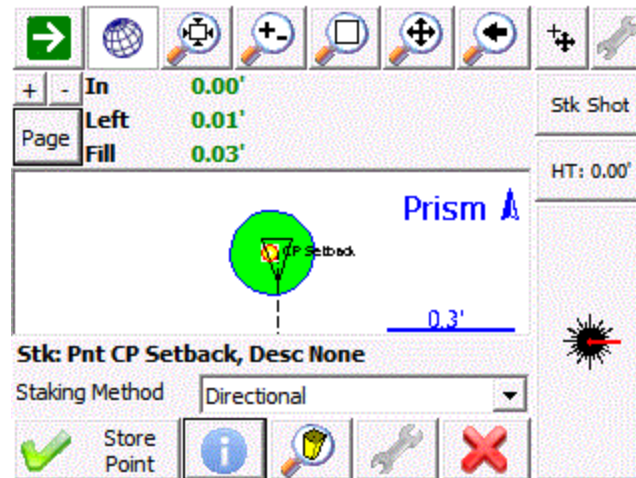 + - In 0.00'
Left 0.01'
Page
Fill 0.03'
Stk Shot
HT: 0.00'
Prism
CP Setback
0.3'
Stk: Pnt CP Setback, Desc None
Staking Method Directional
Store
Point